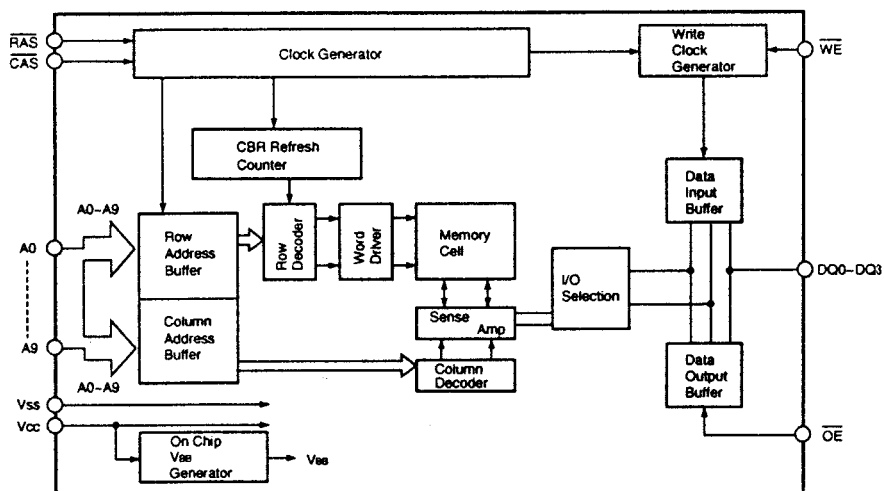 RAS
CAS
Clock Generator
Write
Clock
Generator
WE
CBR Refresh
Counter
Data
Input
Buffer
A0~A9
A0
Row
Address
Buffer
Row
Decoder
Word
Driver
Memory
Cell
I/O
Selection
DQ0~DQ3
Column
Address
Buffer
Sense
Amp
Column
Decoder
Data
Output
Buffer
A9
A0~A9
Vss
Vcc
On Chip
VBB
Generator
VBB
OE